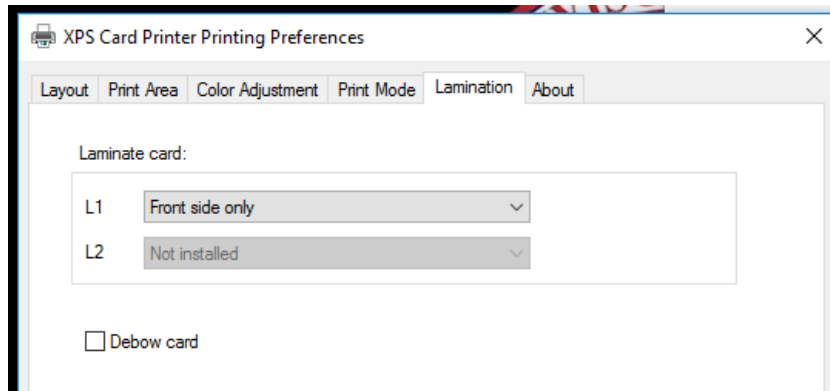 XPS Card Printer Printing Preferences
Layout Print Area Color Adjustment Print Mode Lamination About
Laminate card:
L1 Front side only
L2 Not installed
Debow card